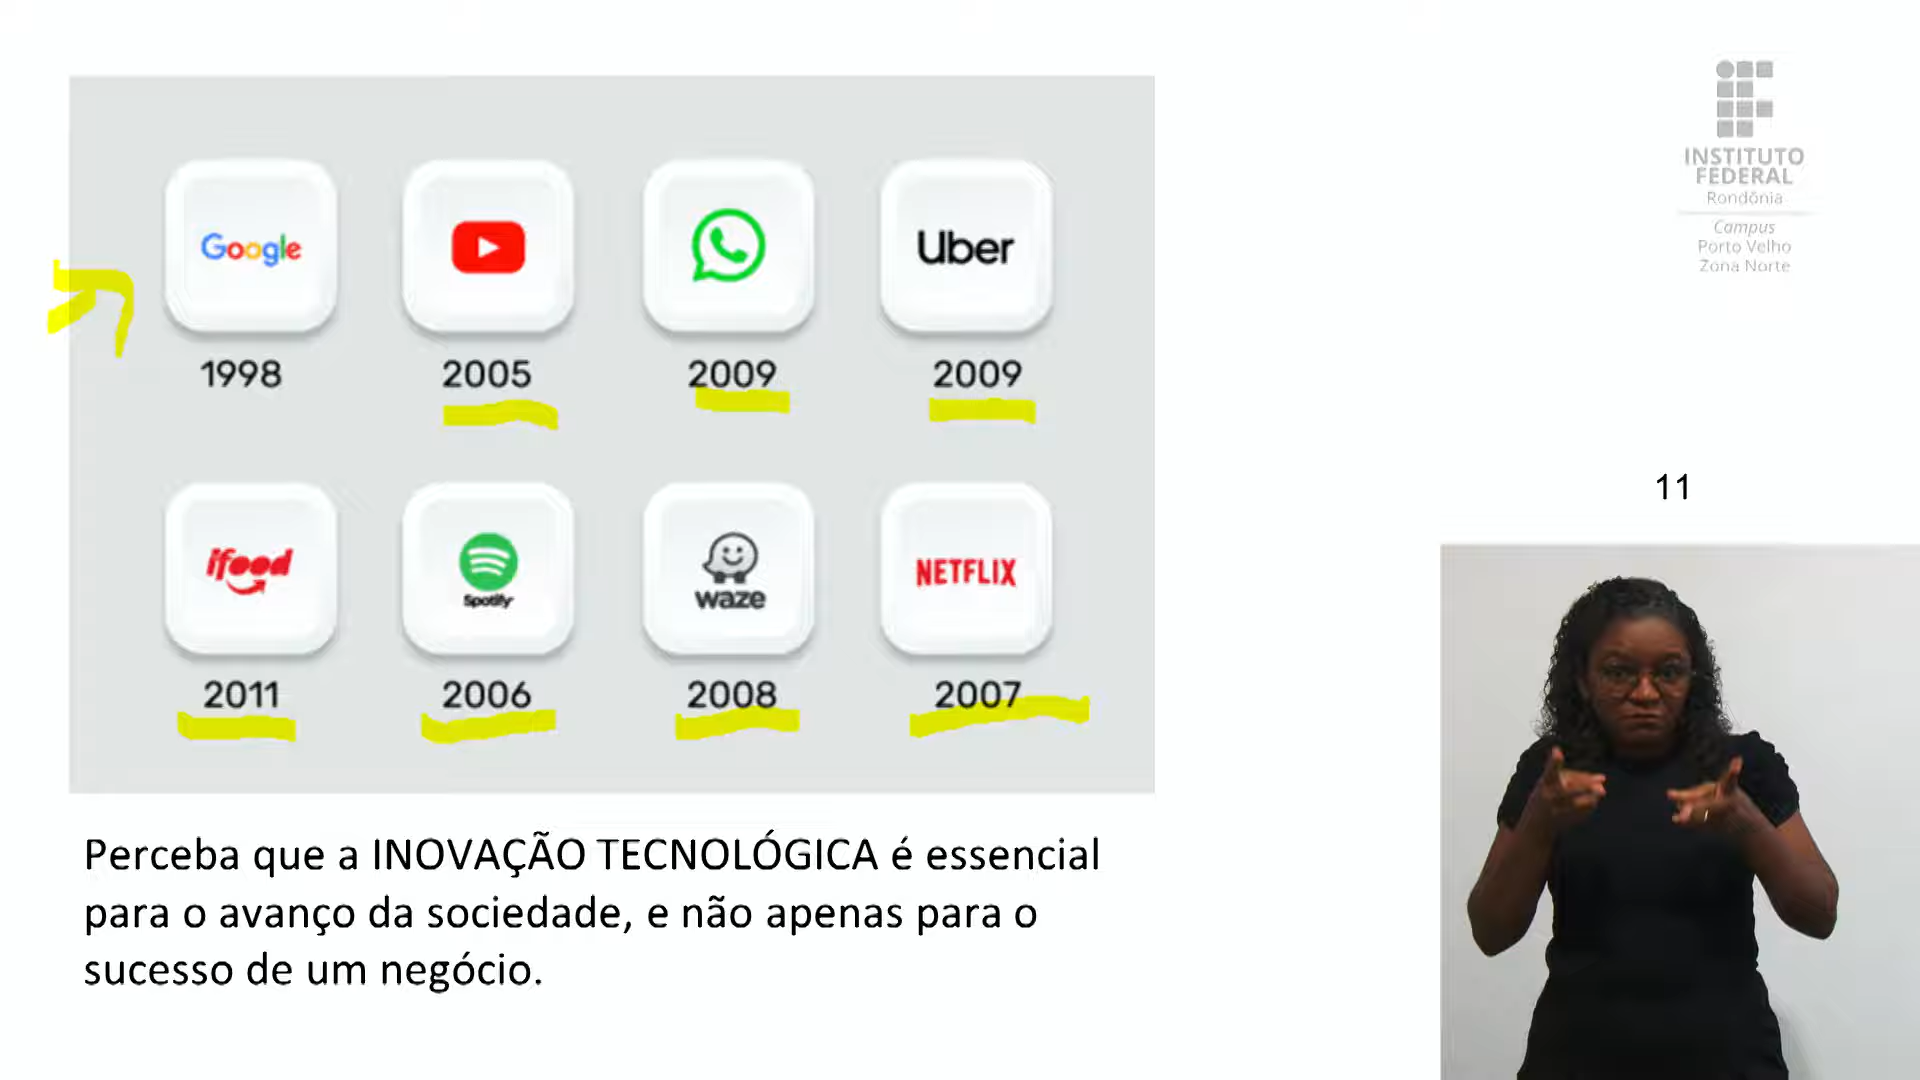 Google
Uber
1998
2005
2009
2009
ifood
Spotify
waze
NETFLIX
2011
2006
2008
2007
Perceba que a INOVAÇÃO TECNOLÓGICA é essencial
para o avanço da sociedade, e não apenas para o
sucesso de um negócio.
INSTITUTO
FEDERAL
Rondônia
Campus
Porto Velho
Zona Norte
11